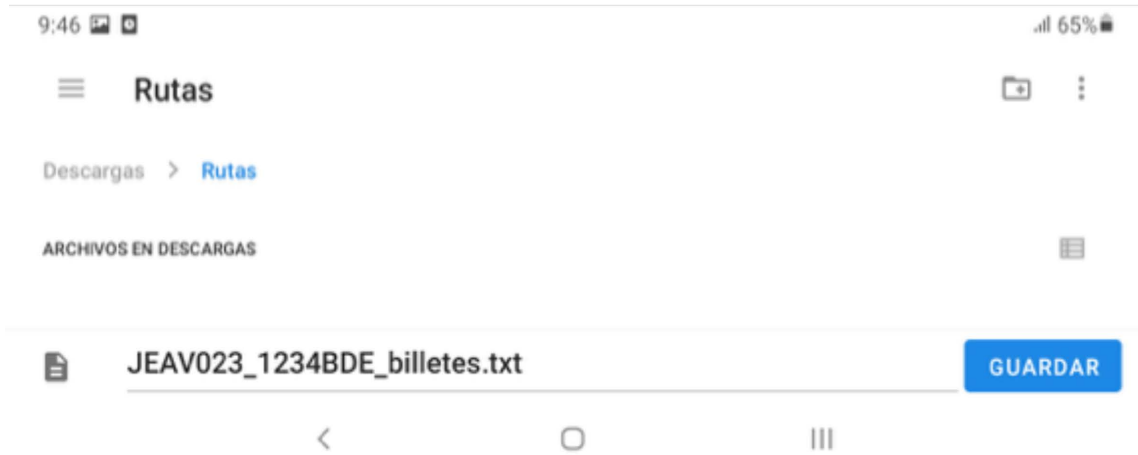 9:46 65%
Rutas
Descargas > Rutas
ARCHIVOS EN DESCARGAS
JEAV023_1234BDE_billetes.txt GUARDAR